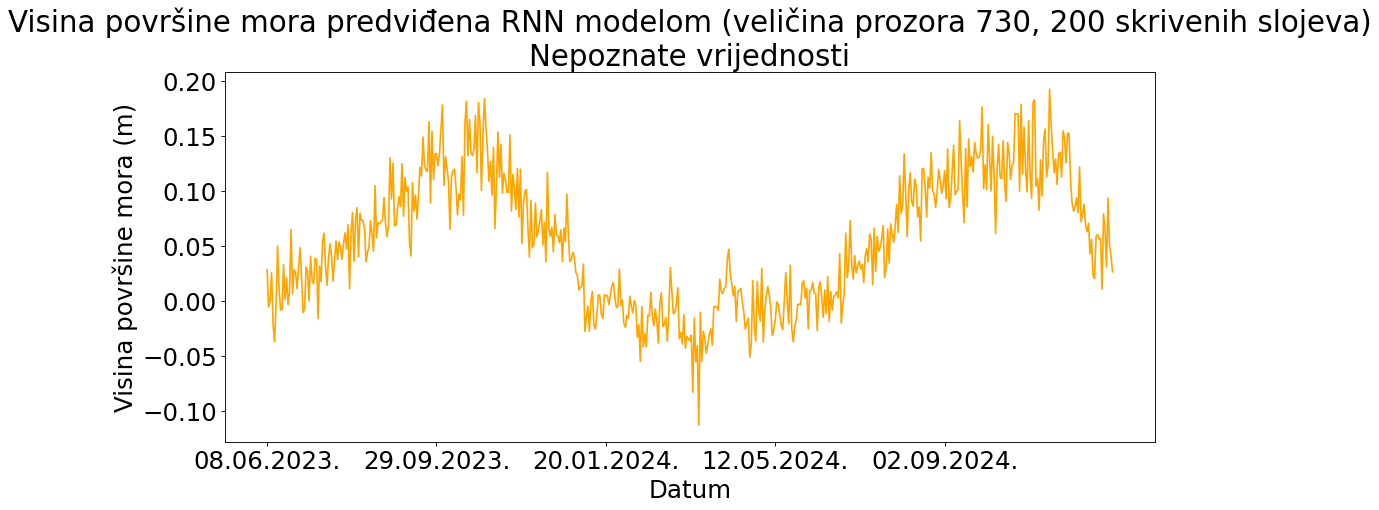 Visina površine mora predviđena RNN modelom (veličina prozora 730, 200 skrivenih slojeva)
Nepoznate vrijednosti
Visina površine mora (m)
0.20
0.15
0.10
0.05
0.00
−0.05
−0.10
08.06.2023. 29.09.2023. 20.01.2024. 12.05.2024. 02.09.2024.
Datum